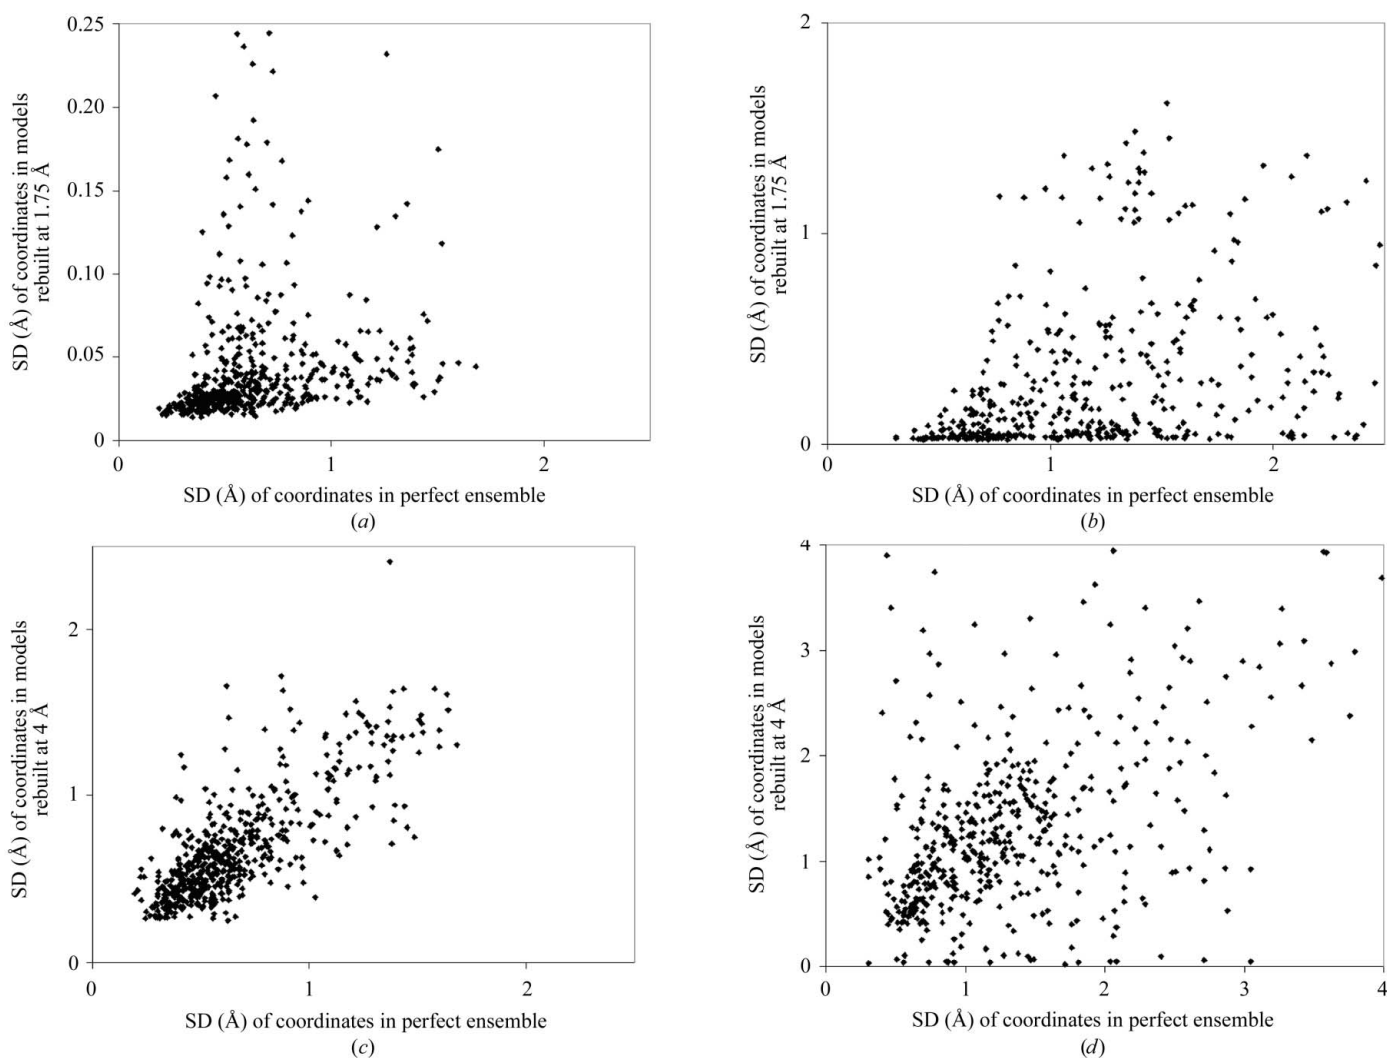 0.25
0.20
0.15
0.10
0.05
0
0
1
2
SD (Å) of coordinates in models
rebuilt at 1.75 Å
SD (Å) of coordinates in perfect ensemble
(a)
2
1
0
0
1
2
SD (Å) of coordinates in models
rebuilt at 1.75 Å
SD (Å) of coordinates in perfect ensemble
(b)
2
1
0
0
1
2
SD (Å) of coordinates in models
rebuilt at 4 Å
SD (Å) of coordinates in perfect ensemble
(c)
4
3
2
1
0
0
1
2
3
4
SD (Å) of coordinates in models
rebuilt at 4 Å
SD (Å) of coordinates in perfect ensemble
(d)